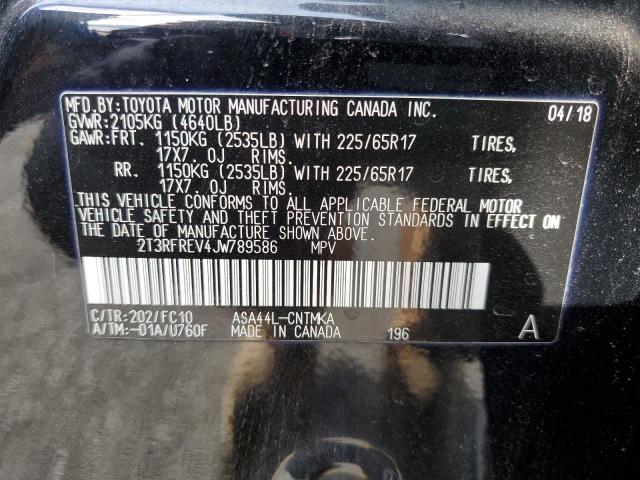 MFD.BY:TOYOTA MOTOR MANUFACTURING CANADA INC. 04/18
GVWR:2105KG (4640LB)
GAWR:FRT. 1150KG (2535LB) WITH 225/65R17 TIRES,
17X7. 0J RIMS.
RR. 1150KG (2535LB) WITH 225/65R17 TIRES,
17X7. 0J RIMS.
THIS VEHICLE CONFORMS TO ALL APPLICABLE FEDERAL MOTOR
VEHICLE SAFETY AND THEFT PREVENTION STANDARDS IN EFFECT ON
THE DATE OF MANUFACTURE SHOWN ABOVE.
2T3RFREV4JW789586 MPV
C/TR:202/FC10 ASA44L-CNTMKA
A/TM:-01A/U760F MADE IN CANADA 196 A